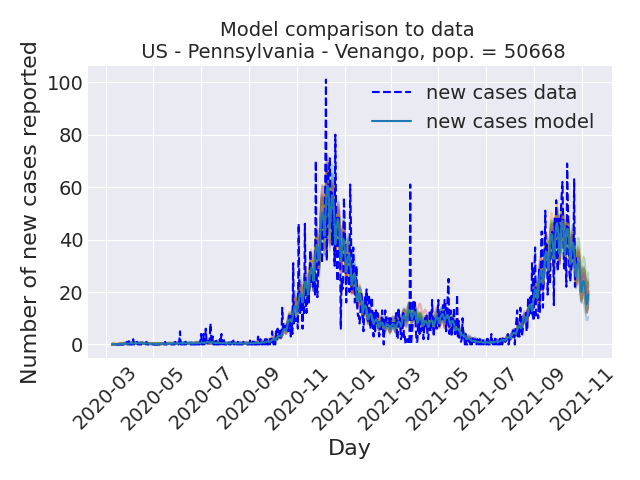 Model comparison to data
US - Pennsylvania - Venango, pop. = 50668
Number of new cases reported
100
80
60
40
20
0
new cases data
new cases model
2020-03
2020-05
2020-07
2020-09
2020-11
2021-01
2021-03
2021-05
2021-07
2021-09
2021-11
Day